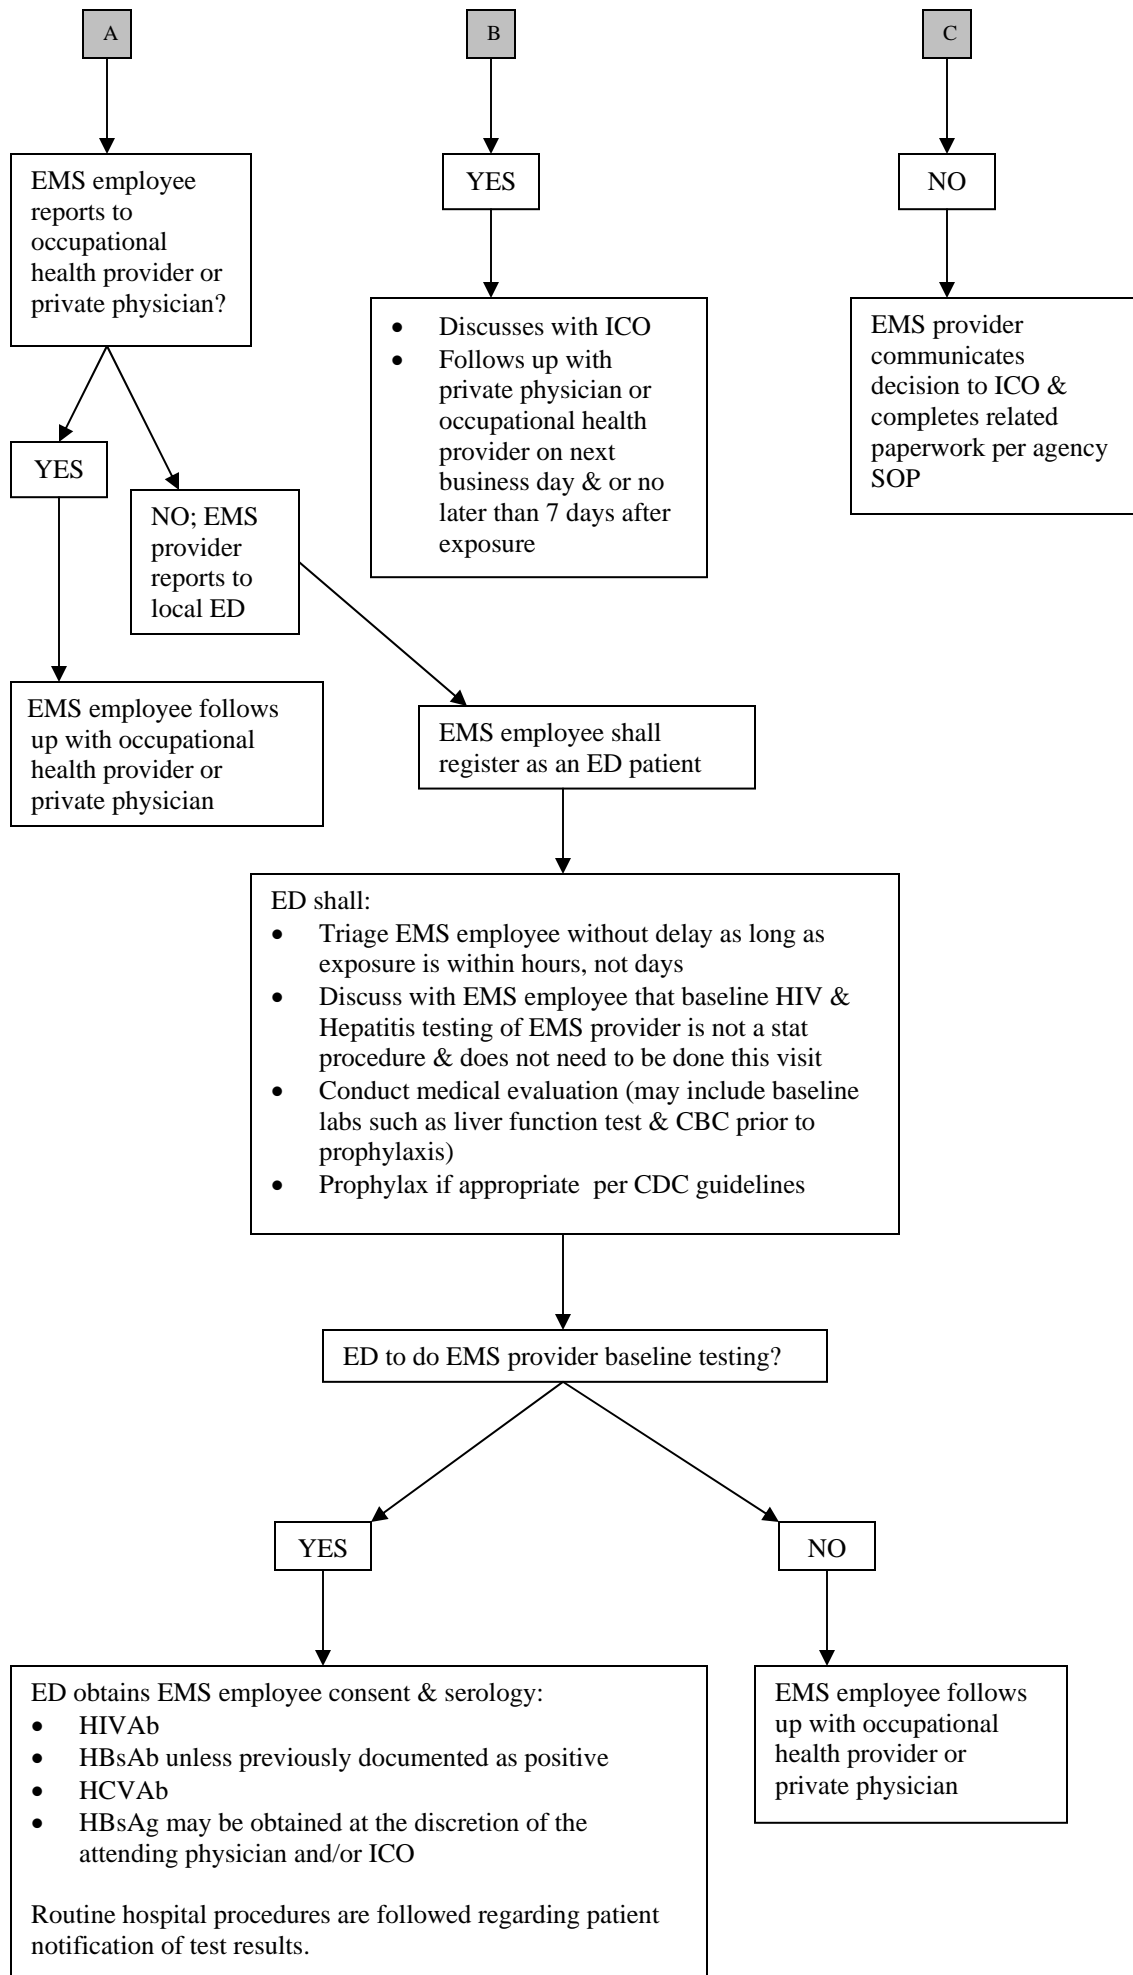 A
B
C
EMS employee
reports to
occupational
health provider or
private physician?
YES
NO
• Discusses with ICO
• Follows up with
private physician or
occupational health
provider on next
business day & or no
later than 7 days after
exposure
EMS provider
communicates
decision to ICO &
completes related
paperwork per agency
SOP
YES
NO; EMS
provider
reports to
local ED
EMS employee follows
up with occupational
health provider or
private physician
EMS employee shall
register as an ED patient
ED shall:
• Triage EMS employee without delay as long as
exposure is within hours, not days
• Discuss with EMS employee that baseline HIV &
Hepatitis testing of EMS provider is not a stat
procedure & does not need to be done this visit
• Conduct medical evaluation (may include baseline
labs such as liver function test & CBC prior to
prophylaxis)
• Prophylax if appropriate  per CDC guidelines
ED to do EMS provider baseline testing?
YES
NO
ED obtains EMS employee consent & serology:
• HIVAb
• HBsAb unless previously documented as positive
• HCVAb
• HBsAg may be obtained at the discretion of the
attending physician and/or ICO
Routine hospital procedures are followed regarding patient
notification of test results.
EMS employee follows
up with occupational
health provider or
private physician